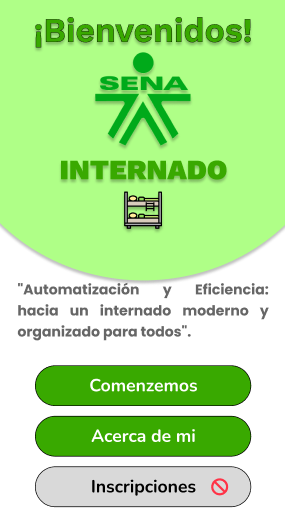 ¡Bienvenidos!
SENA
INTERNADO
"Automatización y Eficiencia:
hacia un internado moderno y
organizado para todos".
Comenzemos
Acerca de mi
Inscripciones